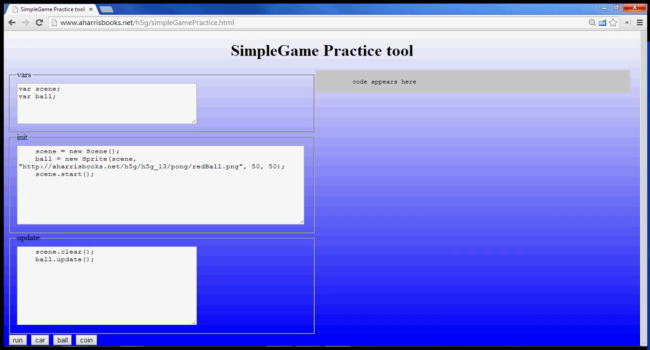 SimpleGame Practice tool
www.aharrisbooks.net/h5g/simpleGamePractice.html
SimpleGame Practice tool
vars
var scene;
var ball;
code appears here
init
scene = new Scene();
ball = new Sprite(scene,
"http://aharrisbooks.net/h5g/h5g_13/pong/redBall.png", 50, 50);
scene.start();
update
scene.clear();
ball.update();
run car ball coin